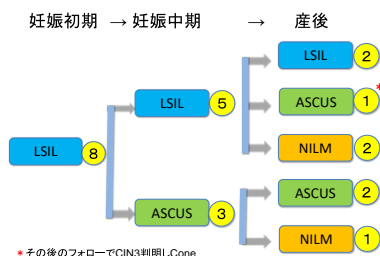 妊娠初期 → 妊娠中期 → 産後
LSIL 2
LSIL 5
ASCUS 1 *
LSIL 8
NILM 2
ASCUS 3
ASCUS 2
NILM 1
* その後のフォローでCIN3判明しCone